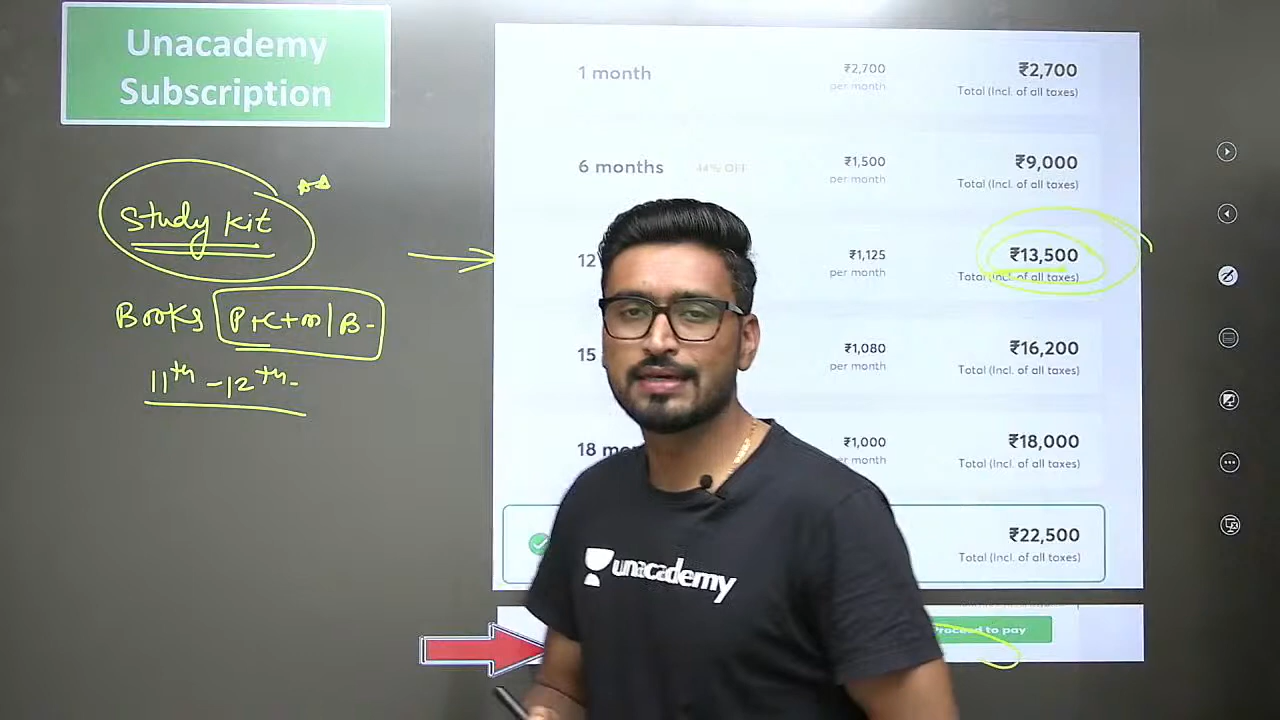 Unacademy
Subscription
Study Kit
Books P+C+m|B-
11th -12th-
1 month ₹2,700 ₹2,700
per month Total (Incl. of all taxes)
6 months 44% OFF ₹1,500 ₹9,000
per month Total (Incl. of all taxes)
12 ₹1,125 ₹13,500
per month Total (Incl. of all taxes)
15 ₹1,080 ₹16,200
per month Total (Incl. of all taxes)
18 mo ₹1,000 ₹18,000
per month Total (Incl. of all taxes)
₹22,500
Total (Incl. of all taxes)
Proceed to pay
unacademy